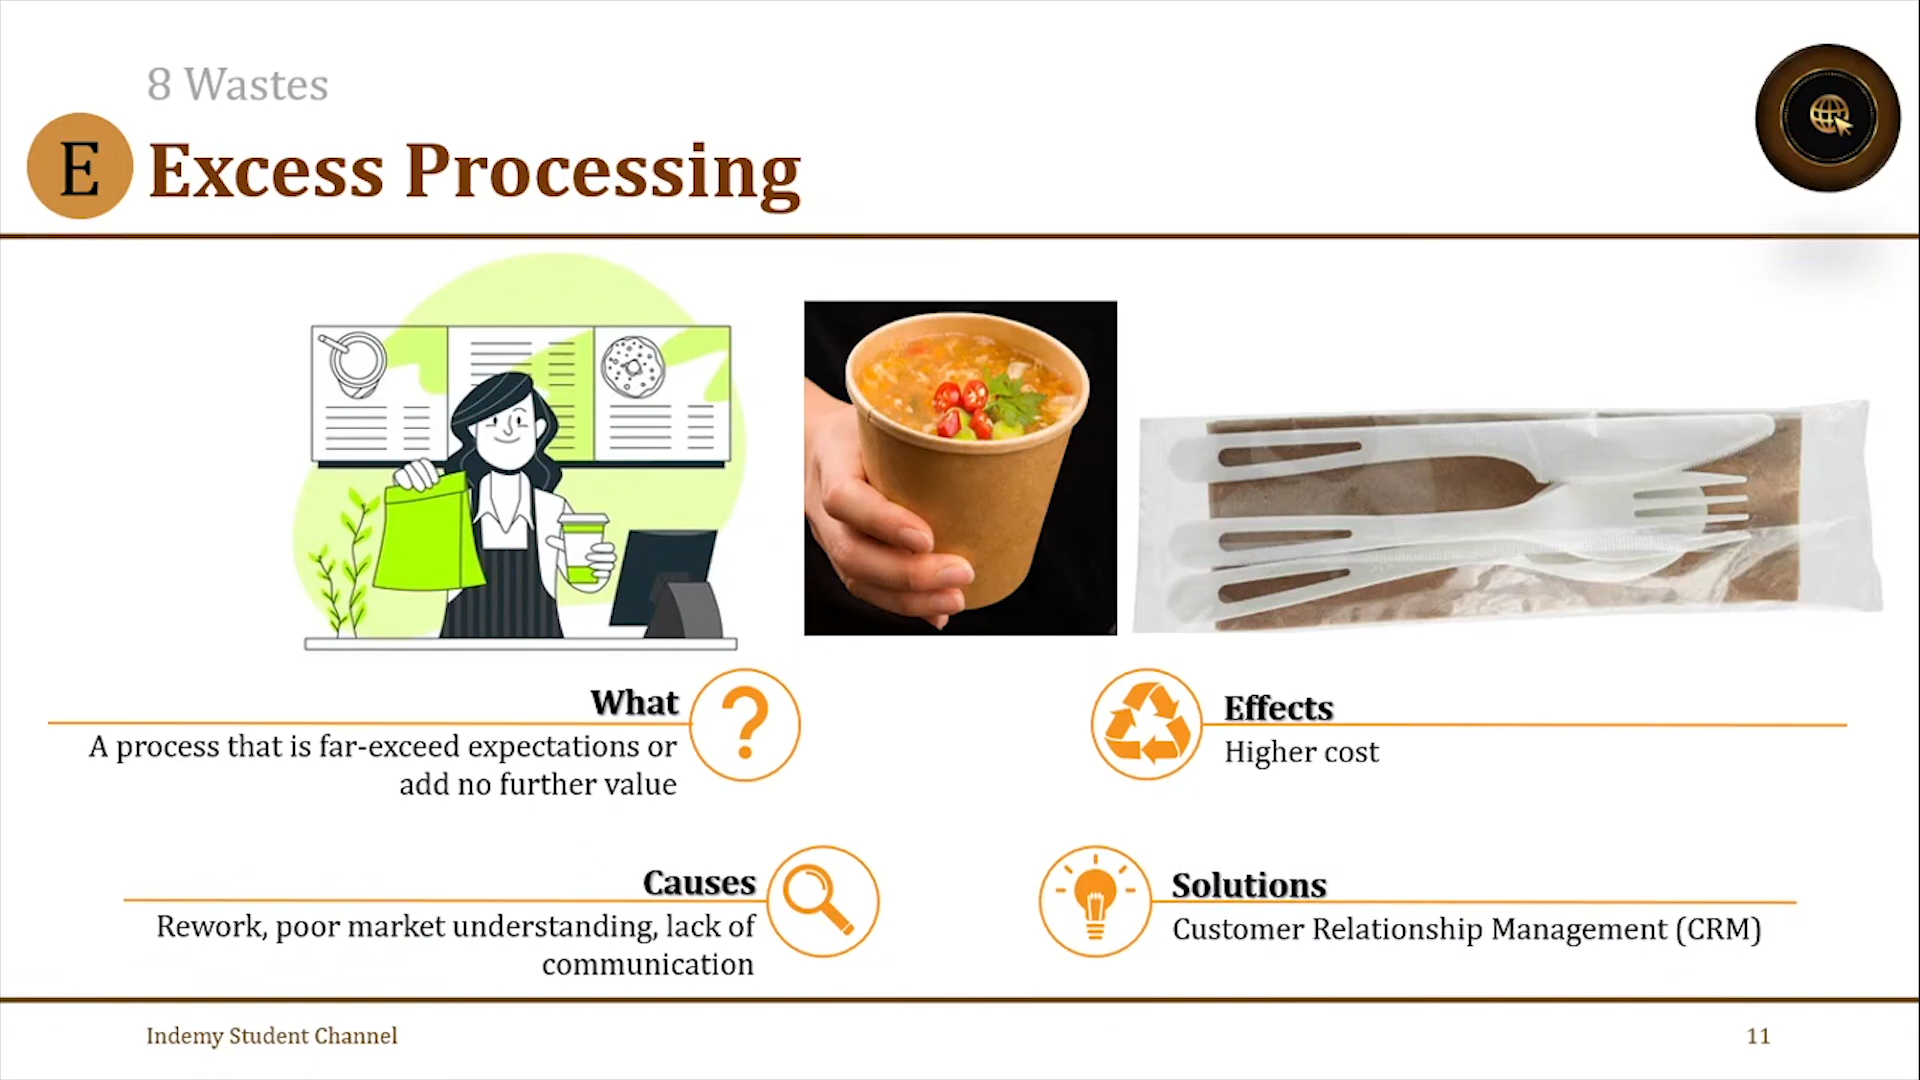 8 Wastes
E
Excess Processing
What
A process that is far-exceed expectations or
add no further value
Effects
Higher cost
Causes
Rework, poor market understanding, lack of
communication
Solutions
Customer Relationship Management (CRM)
Indemy Student Channel
11